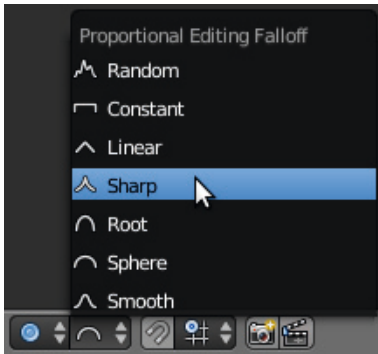 Proportional Editing Falloff
Random
Constant
Linear
Sharp
Root
Sphere
Smooth